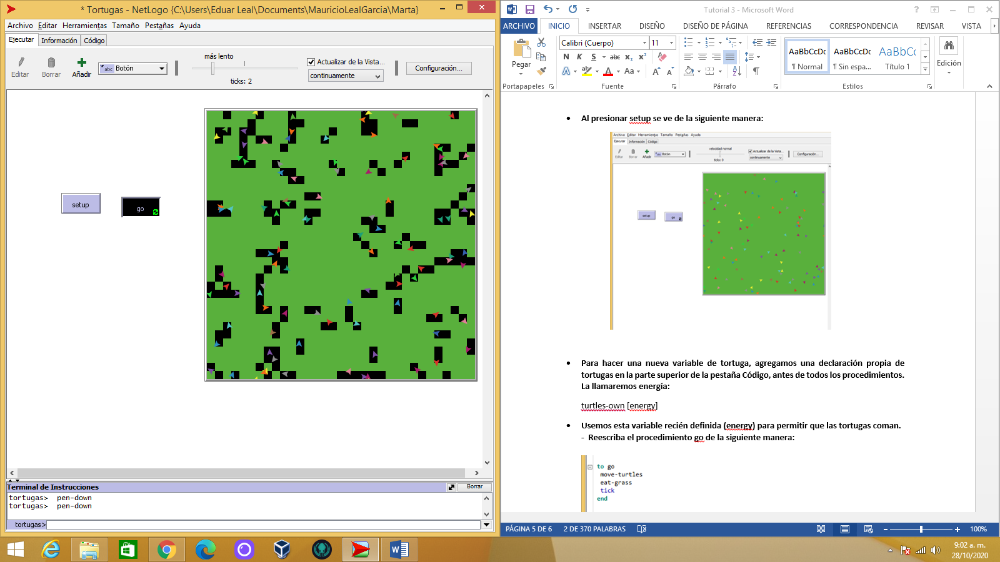 * Tortugas - NetLogo {C:\Users\Eduar Leal\Documents\MauricioLealGarcia\Marta}
Archivo Editar Herramientas Tamaño Pestañas Ayuda
Ejecutar Información Código
Editar Borrar Añadir
abc Botón
más lento
ticks: 2
Actualizar de la Vista...
continuamente
Configuración...
setup
go
Terminal de Instrucciones
Borrar
tortugas> pen-down
tortugas> pen-down
tortugas>
Tutorial 3 - Microsoft Word
ARCHIVO INICIO INSERTAR DISEÑO DISEÑO DE PÁGINA REFERENCIAS CORRESPONDENCIA REVISAR VISTA
Pegar
Portapapeles
Calibri (Cuerpo) 11
N K S abc x₂ x²
A ab A Aa A A
Fuente
Párrafo
AaBbCcDc AaBbCcDc AaBbCc
¶ Normal ¶ Sin espa... Título 1
Estilos
Edición
• Al presionar setup se ve de la siguiente manera:
Archivo Editar Herramientas Tamaño Pestañas Ayuda
Ejecutar Información Código
Editar Borrar Añadir
Botón
velocidad normal
ticks: 0
Actualizar de la Vista...
continuamente
Configuración...
setup
go
• Para hacer una nueva variable de tortuga, agregamos una declaración propia de
tortugas en la parte superior de la pestaña Código, antes de todos los procedimientos.
La llamaremos energía:
turtles-own [energy]
• Usemos esta variable recién definida (energy) para permitir que las tortugas coman.
- Reescriba el procedimiento go de la siguiente manera:
to go
move-turtles
eat-grass
tick
end
PÁGINA 5 DE 6 2 DE 370 PALABRAS
100%
9:02 a. m.
28/10/2020